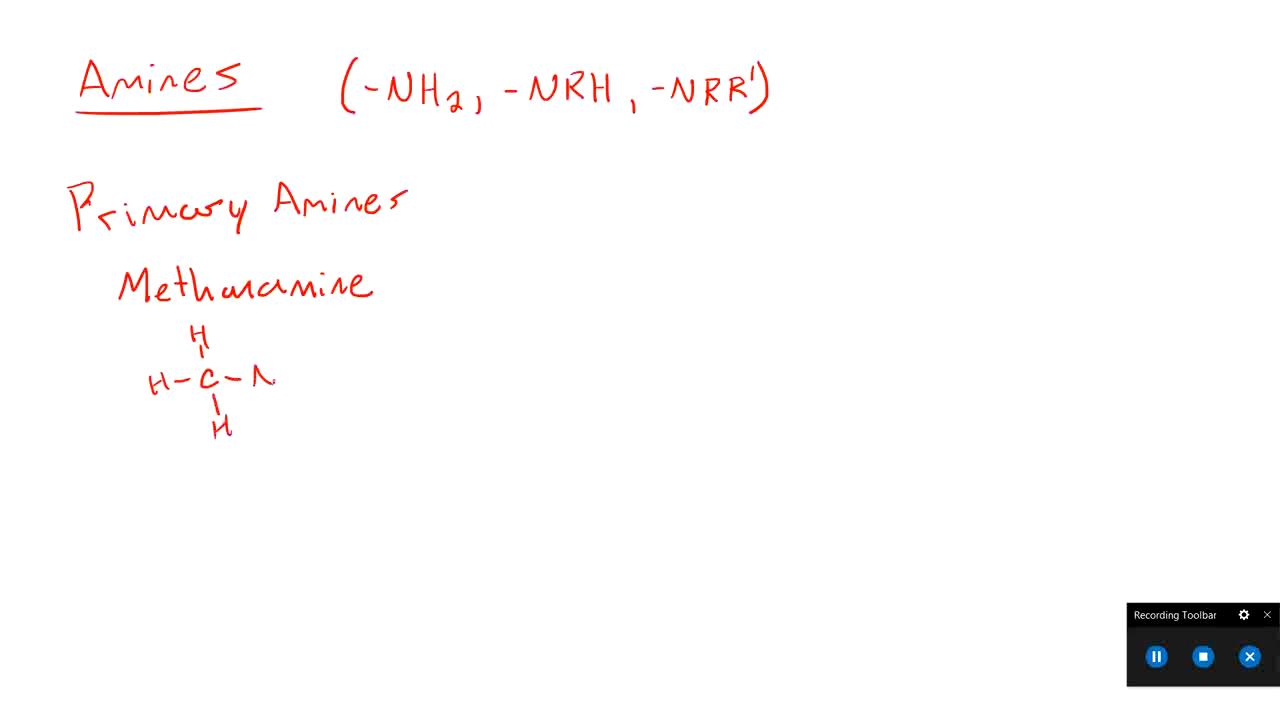 Amines (-NH2, -NRH, -NRR')
Primary Amines
Methanamine
H
H-C-N
H
Recording Toolbar